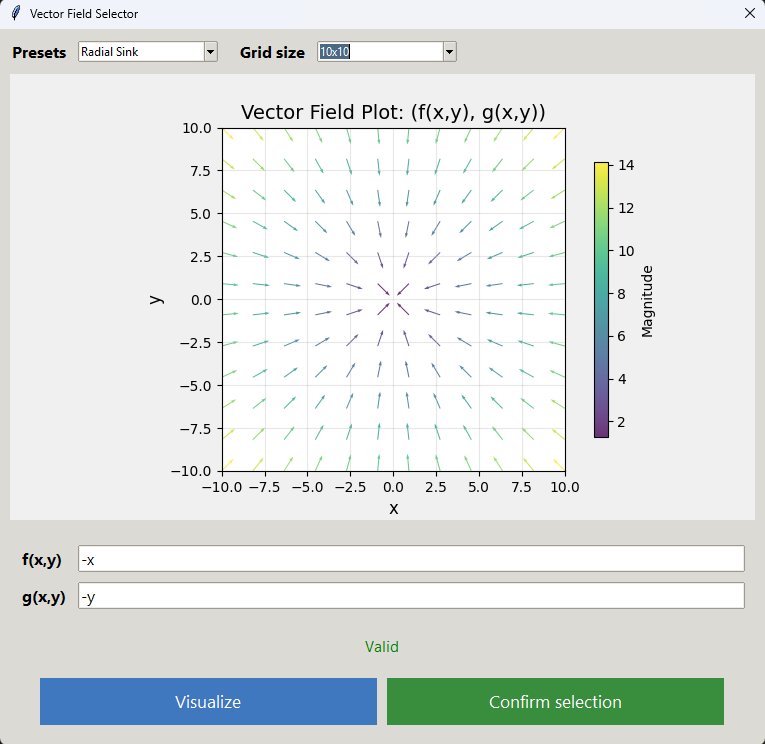 Vector Field Selector
Presets Radial Sink Grid size 10x10
Vector Field Plot: (f(x,y), g(x,y))
10.0
7.5
5.0
2.5
0.0
−2.5
−5.0
−7.5
−10.0
y
−10.0 −7.5 −5.0 −2.5 0.0 2.5 5.0 7.5 10.0
x
14
12
10
8
6
4
2
Magnitude
f(x,y) -x
g(x,y) -y
Valid
Visualize Confirm selection